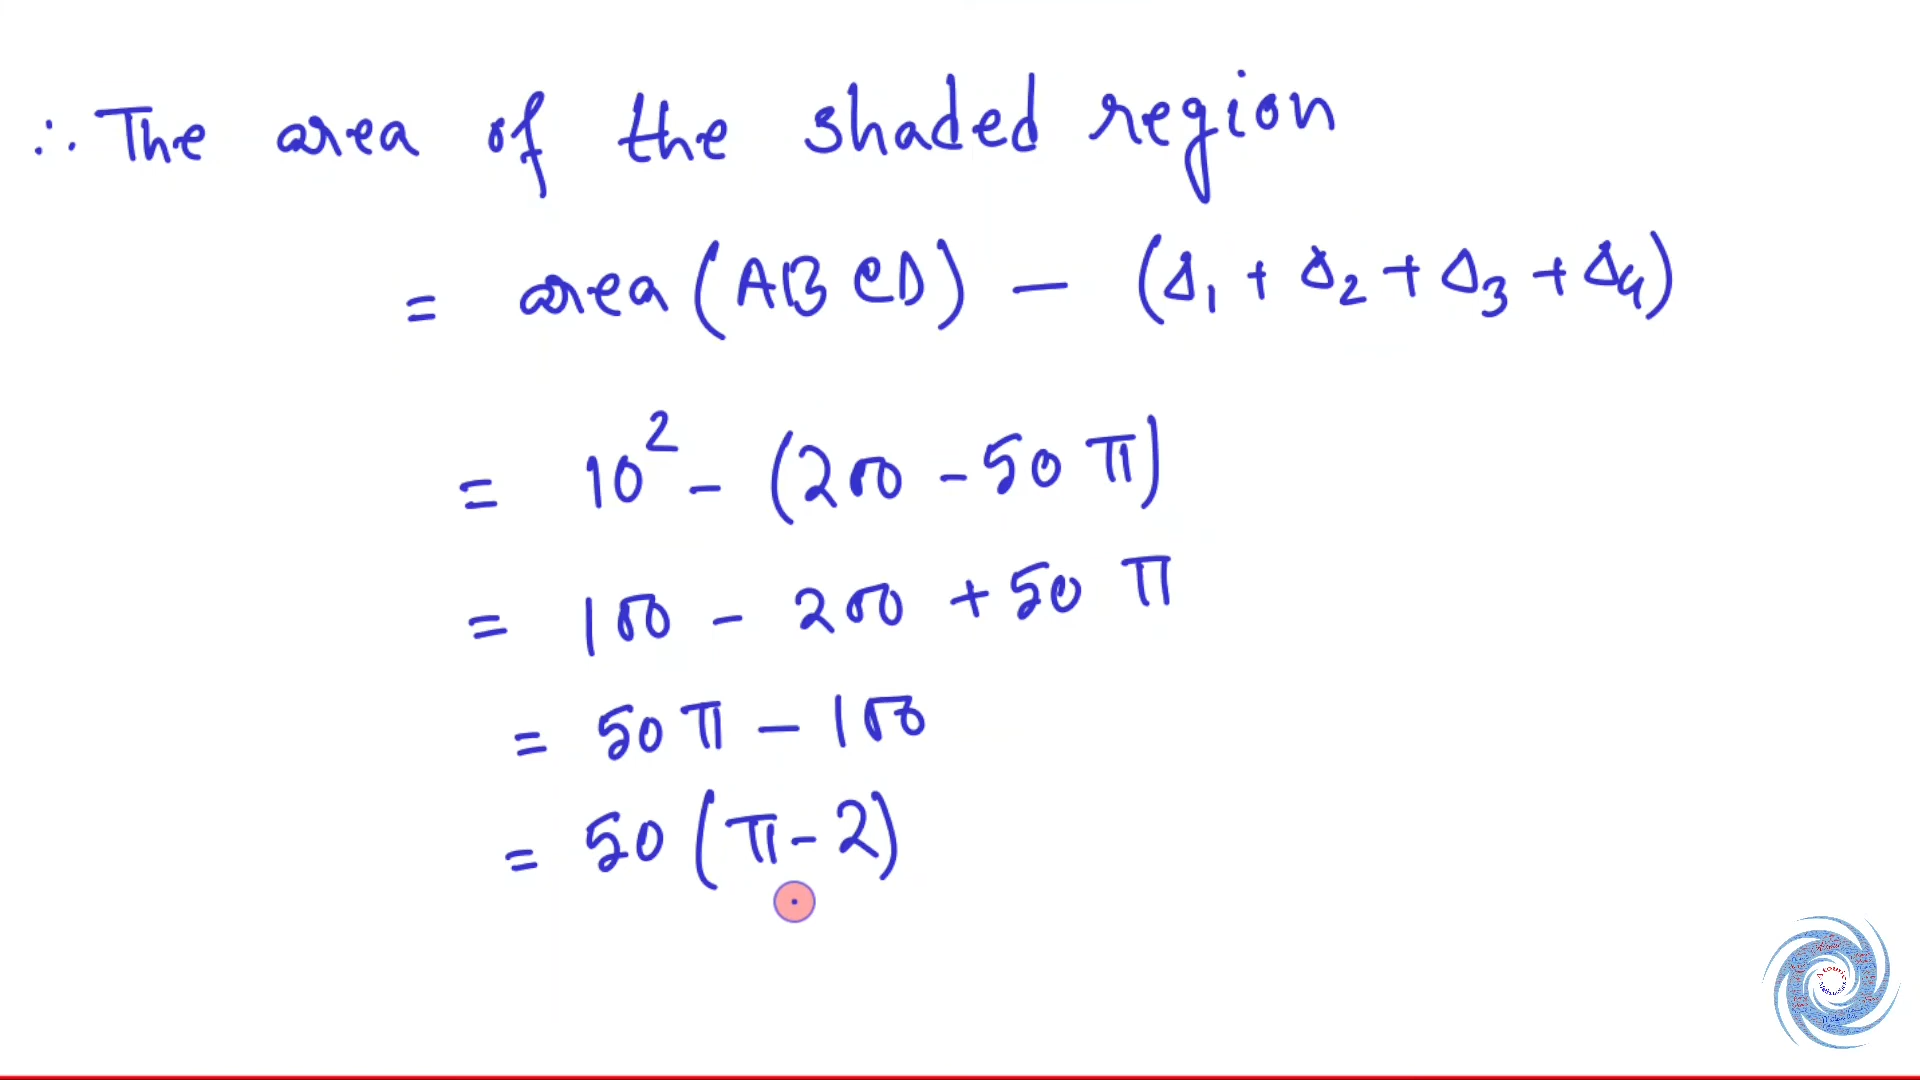 ∴ The area of the shaded region
= area (ABCD) − (Δ₁ + Δ₂ + Δ₃ + Δ₄)
= 10² − (200 − 50 π)
= 100 − 200 + 50 π
= 50 π − 100
= 50 (π − 2)